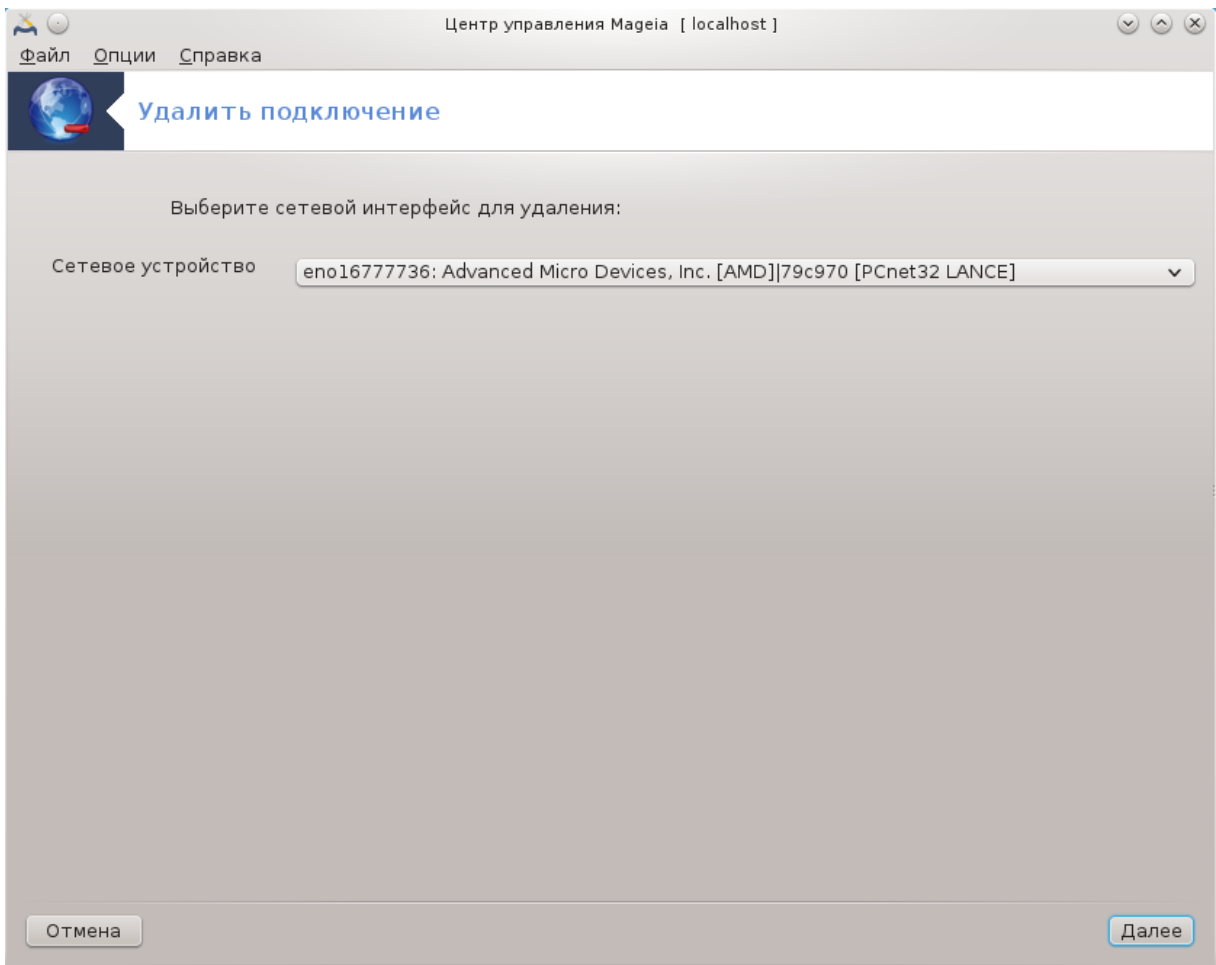 Центр управления Mageia [ localhost ]
Файл Опции Справка
Удалить подключение
Выберите сетевой интерфейс для удаления:
Сетевое устройство eno16777736: Advanced Micro Devices, Inc. [AMD]|79c970 [PCnet32 LANCE]
Отмена Далее